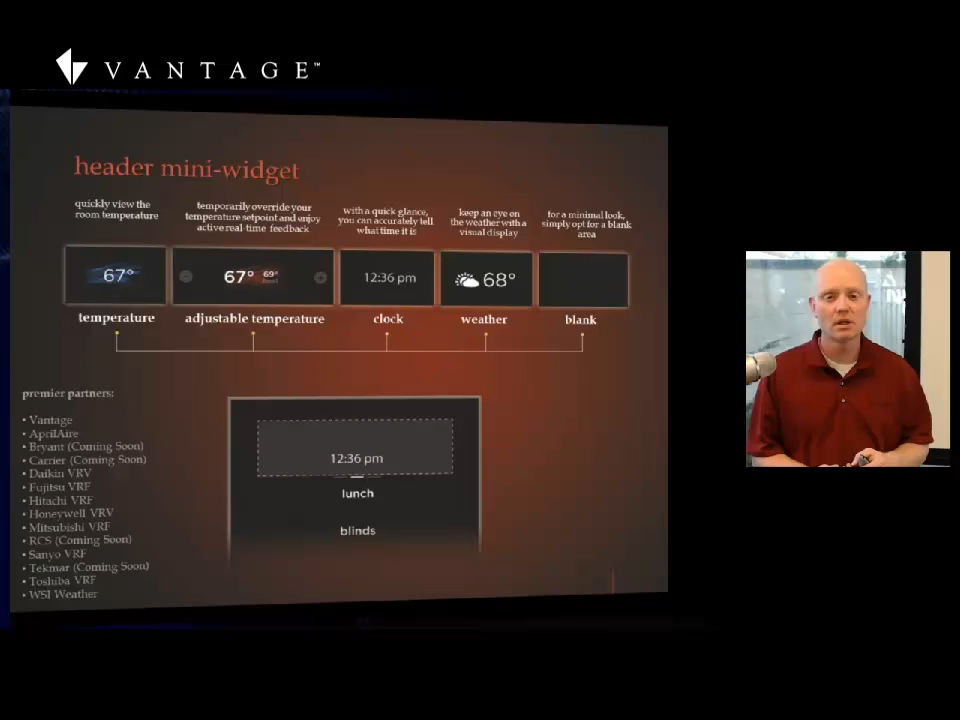 VANTAGE™
header mini-widget
quickly view the
room temperature
temporarily override your
temperature setpoint and enjoy
active real-time feedback
with a quick glance,
you can accurately tell
what time it is
keep an eye on
the weather with a
visual display
for a minimal look,
simply opt for a blank
area
67°
67° 69°
12:36 pm
68°
temperature
adjustable temperature
clock
weather
blank
premier partners:
• Vantage
• AprilAire
• Bryant (Coming Soon)
• Carrier (Coming Soon)
• Daikin VRV
• Fujitsu VRF
• Hitachi VRF
• Honeywell VRV
• Mitsubishi VRF
• RCS (Coming Soon)
• Sanyo VRF
• Tekmar (Coming Soon)
• Toshiba VRF
• WSI Weather
12:36 pm
lunch
blinds